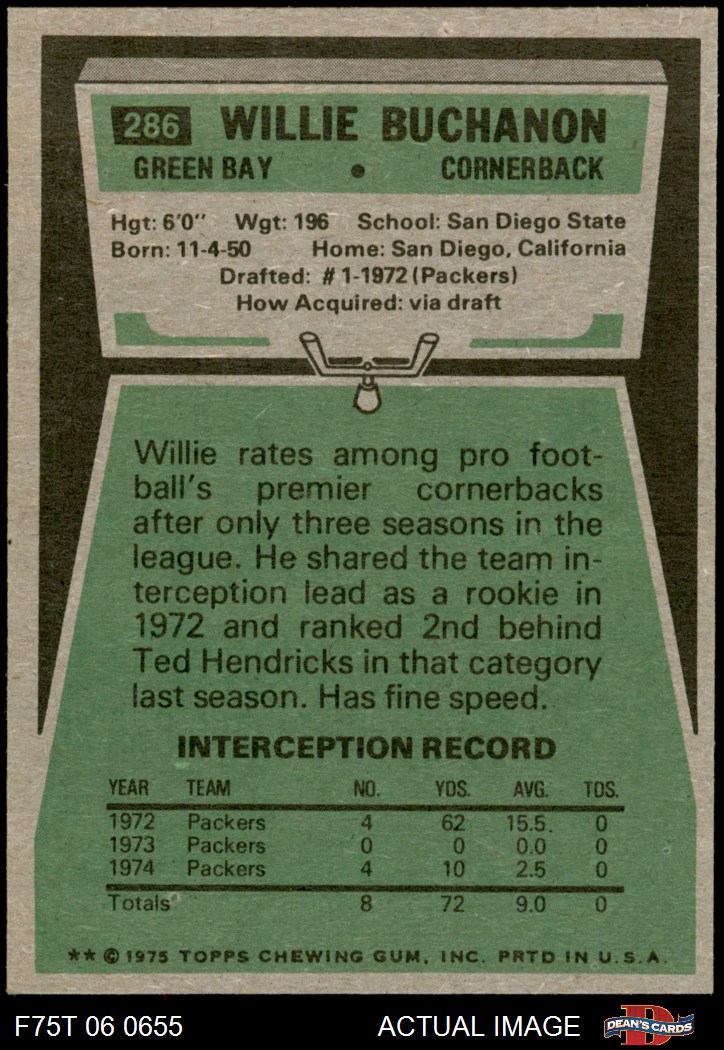 286 WILLIE BUCHANON
GREEN BAY • CORNERBACK
Hgt: 6'0" Wgt: 196 School: San Diego State
Born: 11-4-50 Home: San Diego, California
Drafted: #1-1972 (Packers)
How Acquired: via draft
Willie rates among pro foot-
ball's premier cornerbacks
after only three seasons in the
league. He shared the team in-
terception lead as a rookie in
1972 and ranked 2nd behind
Ted Hendricks in that category
last season. Has fine speed.
INTERCEPTION RECORD
YEAR TEAM NO. YDS. AVG. TDS.
1972 Packers 4 62 15.5. 0
1973 Packers 0 0 0.0 0
1974 Packers 4 10 2.5 0
Totals 8 72 9.0 0
** © 1975 TOPPS CHEWING GUM, INC. PRTD IN U.S.A.
F75T 06 0655 ACTUAL IMAGE D DEAN'S CARDS